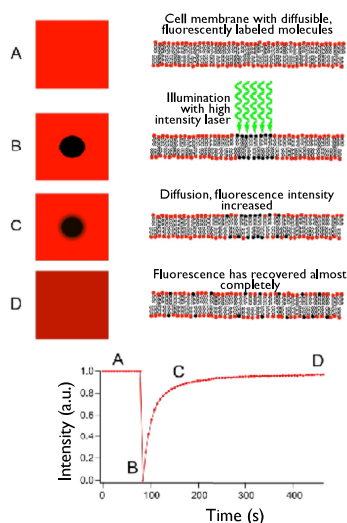 Cell membrane with diffusible,
fluorescently labeled molecules
A
Illumination
with high
intensity laser
B
Diffusion, fluorescence intensity
increased
C
Fluorescence has recovered almost
completely
D
A
C
D
B
Intensity (a.u.)
1.0
0.8
0.6
0.4
0.2
0.0
0
100
200
300
400
Time (s)